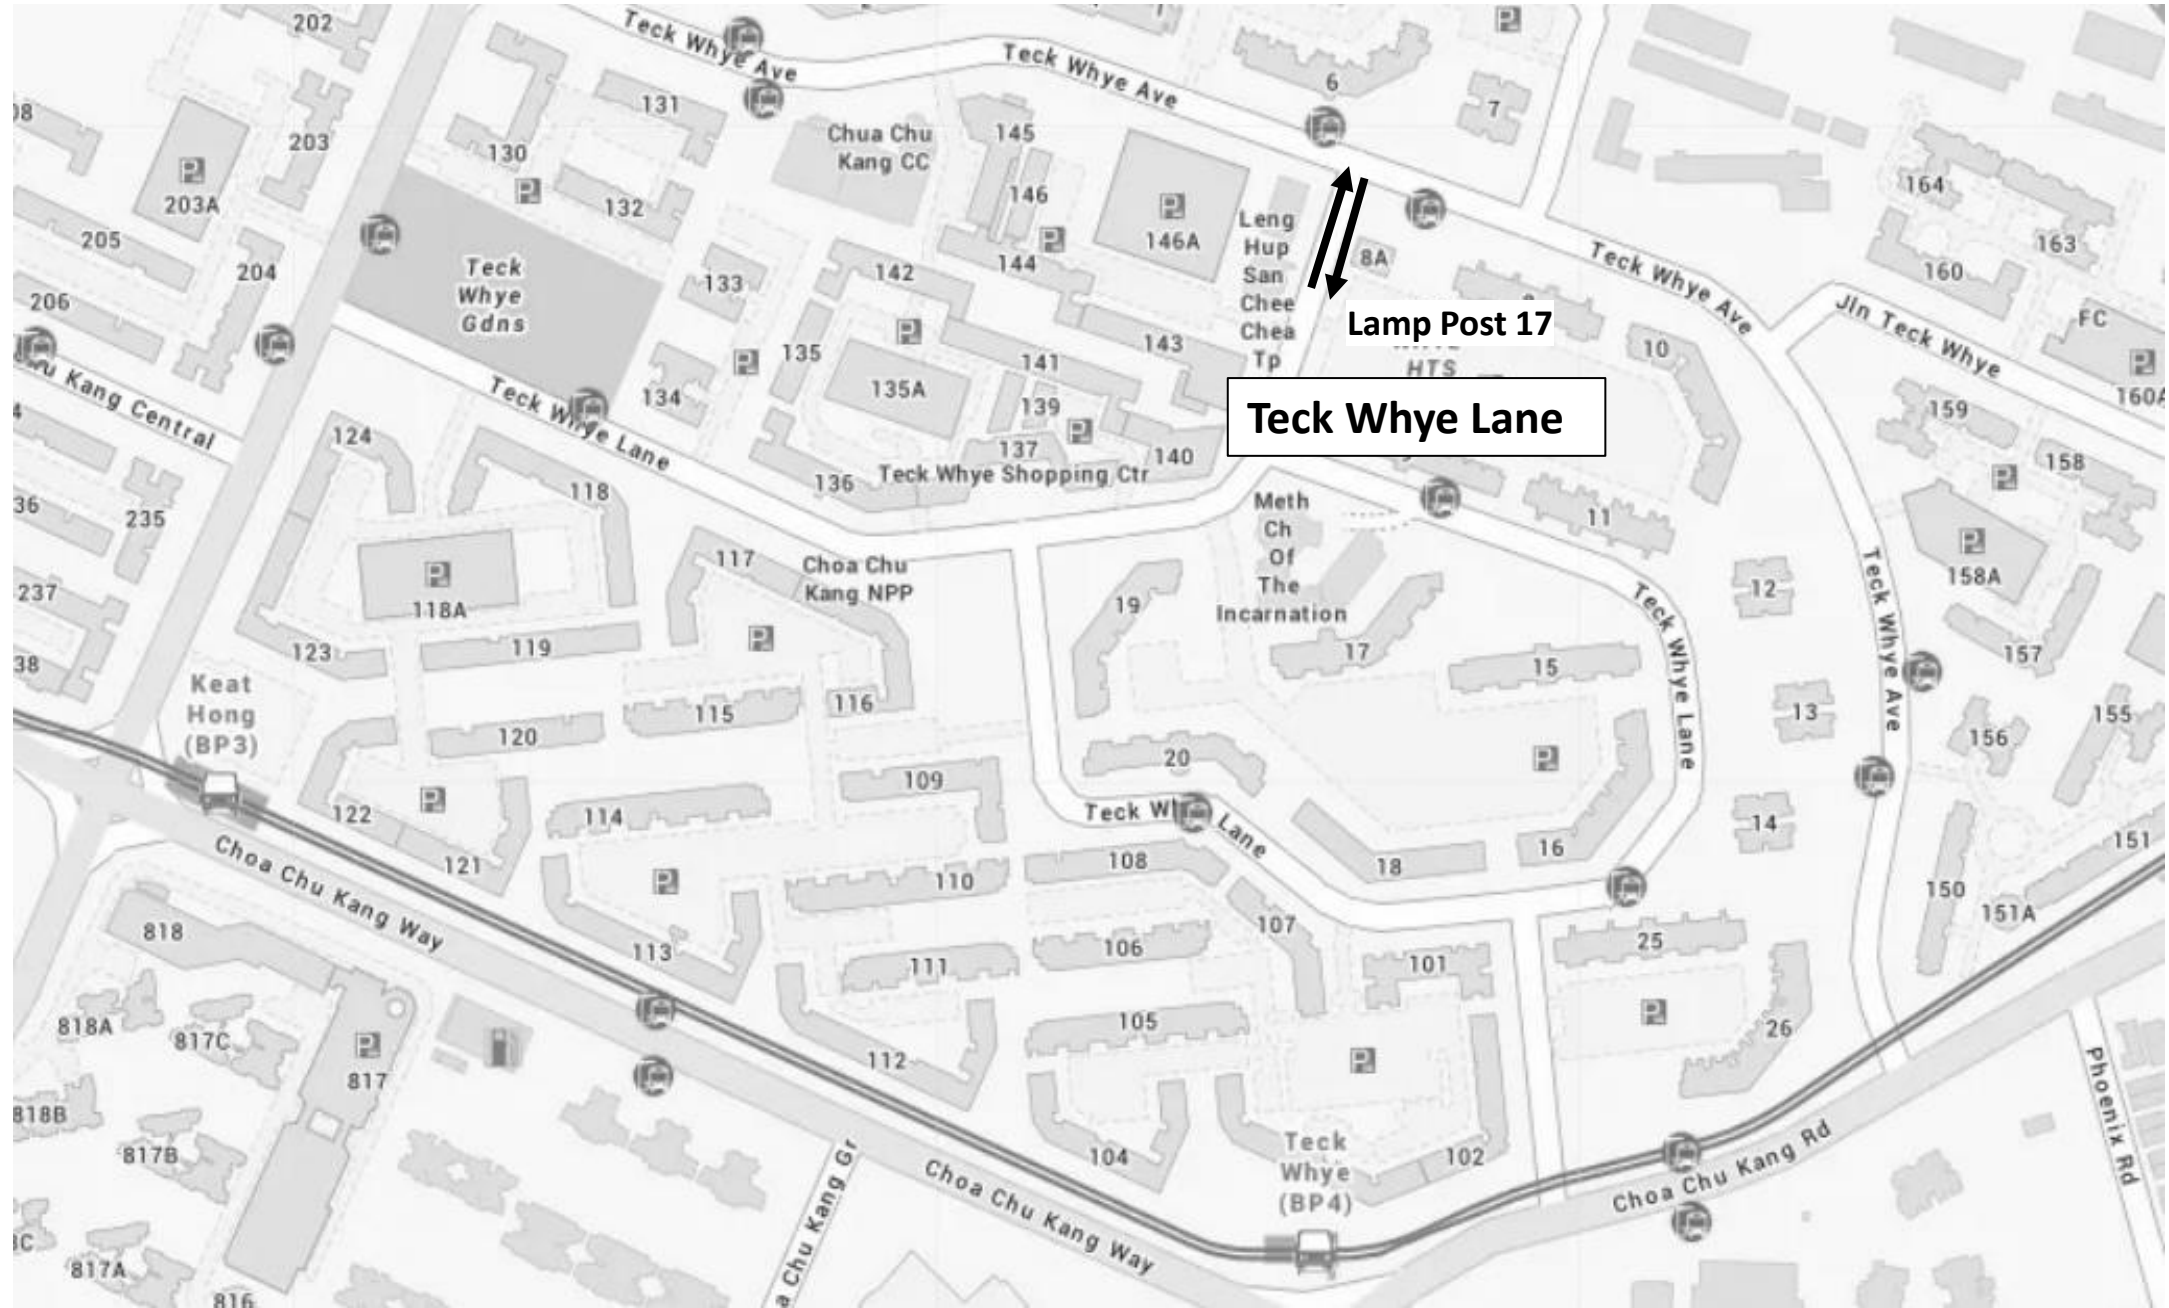 202
Teck Whye Ave
Teck Whye Ave
6
7
131
203
130
Chua Chu
Kang CC
145
146
164
203A
132
146A
163
205
204
Teck
Whye
Gdns
133
142
144
Leng
Hup
San
Chee
Chea
Tp
8A
Teck Whye Ave
160
206
Jln Teck Whye
FC
Lamp Post 17
135
141
143
10
HTS
134
135A
160A
Kang Central
Teck Whye Lane
139
159
124
Teck Whye Lane
137
140
158
136
Teck Whye Shopping Ctr
118
235
Meth
Ch
Of
The
Incarnation
11
117
Choa Chu
Kang NPP
Teck Whye Ave
158A
118A
237
19
12
Teck Whye Lane
119
123
17
15
157
Keat
Hong
(BP3)
116
115
120
13
155
156
20
109
122
114
Teck
Lane
14
151
121
Choa Chu Kang Way
108
18
16
110
150
151A
818
113
107
106
25
111
101
818A
817C
105
26
817
112
Phoenix Rd
818B
817B
104
Teck
Whye
(BP4)
102
Choa Chu Kang Way
Choa Chu Kang Rd
Chu Kang Gr
817A
816